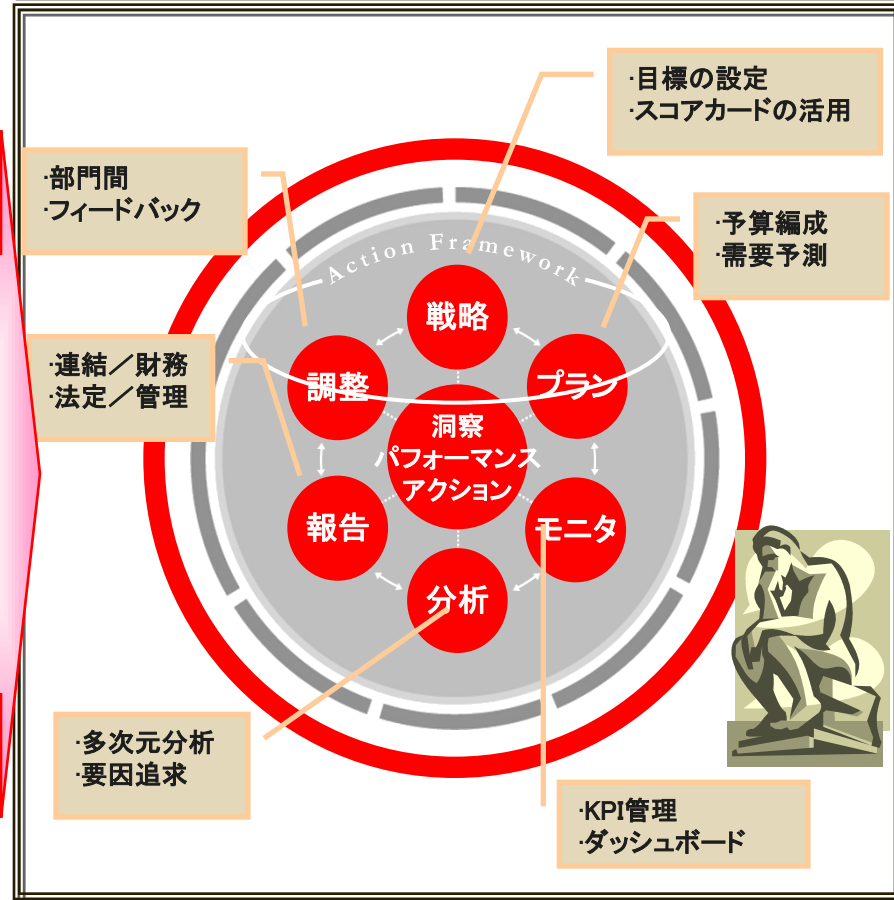 ·目標の設定
·スコアカードの活用
·部門間
·フィードバック
·予算編成
·需要予測
Action Framework
戦略
·連結／財務
·法定／管理
調整
プラン
洞察
パフォーマンス
アクション
報告
モニタ
分析
·多次元分析
·要因追求
·KPI管理
·ダッシュボード